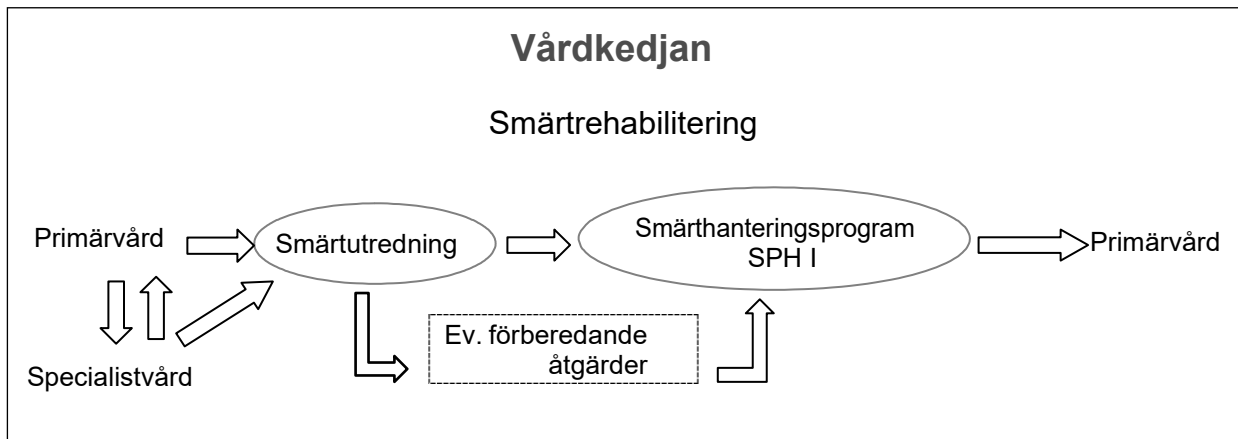 Vårdkedjan
Smärtrehabilitering
Primärvård
Smärtutredning
Smärthanteringsprogram
SPH I
Primärvård
Ev. förberedande
åtgärder
Specialistvård